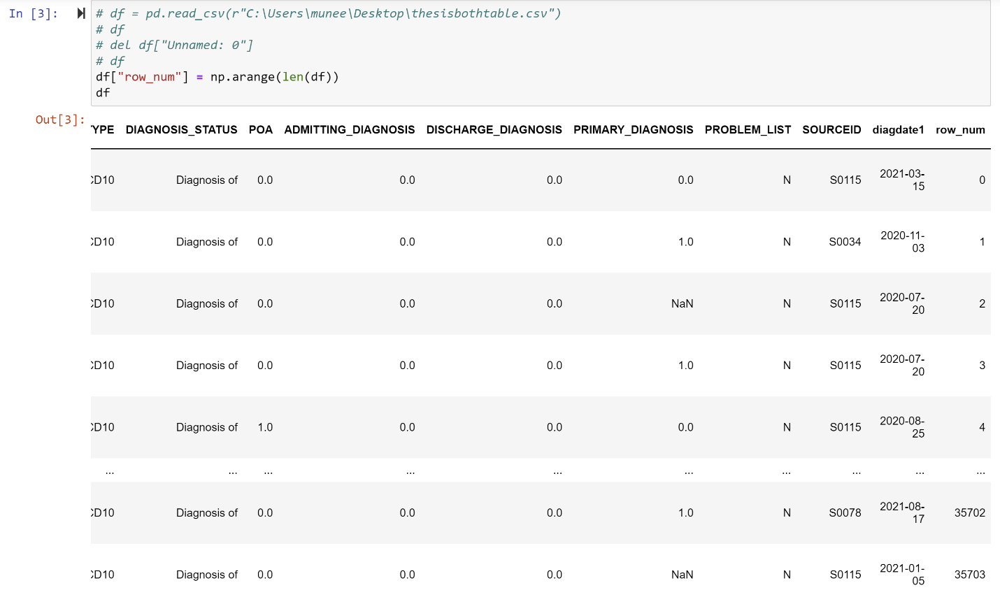 In [3]:
# df = pd.read_csv(r"C:\Users\munee\Desktop\thesisbothtable.csv")
# df
# del df["Unnamed: 0"]
# df
df["row_num"] = np.arange(len(df))
df
Out[3]:
YPE DIAGNOSIS_STATUS POA ADMITTING_DIAGNOSIS DISCHARGE_DIAGNOSIS PRIMARY_DIAGNOSIS PROBLEM_LIST SOURCEID diagdate1 row_num
CD10 Diagnosis of 0.0 0.0 0.0 0.0 N S0115 2021-03-
15 0
CD10 Diagnosis of 0.0 0.0 0.0 1.0 N S0034 2020-11-
03 1
CD10 Diagnosis of 0.0 0.0 0.0 NaN N S0115 2020-07-
20 2
CD10 Diagnosis of 0.0 0.0 0.0 1.0 N S0115 2020-07-
20 3
CD10 Diagnosis of 1.0 0.0 0.0 0.0 N S0115 2020-08-
25 4
... ... ... ... ... ... ... ... ... ...
CD10 Diagnosis of 0.0 0.0 0.0 1.0 N S0078 2021-08-
17 35702
CD10 Diagnosis of 0.0 0.0 0.0 NaN N S0115 2021-01-
05 35703